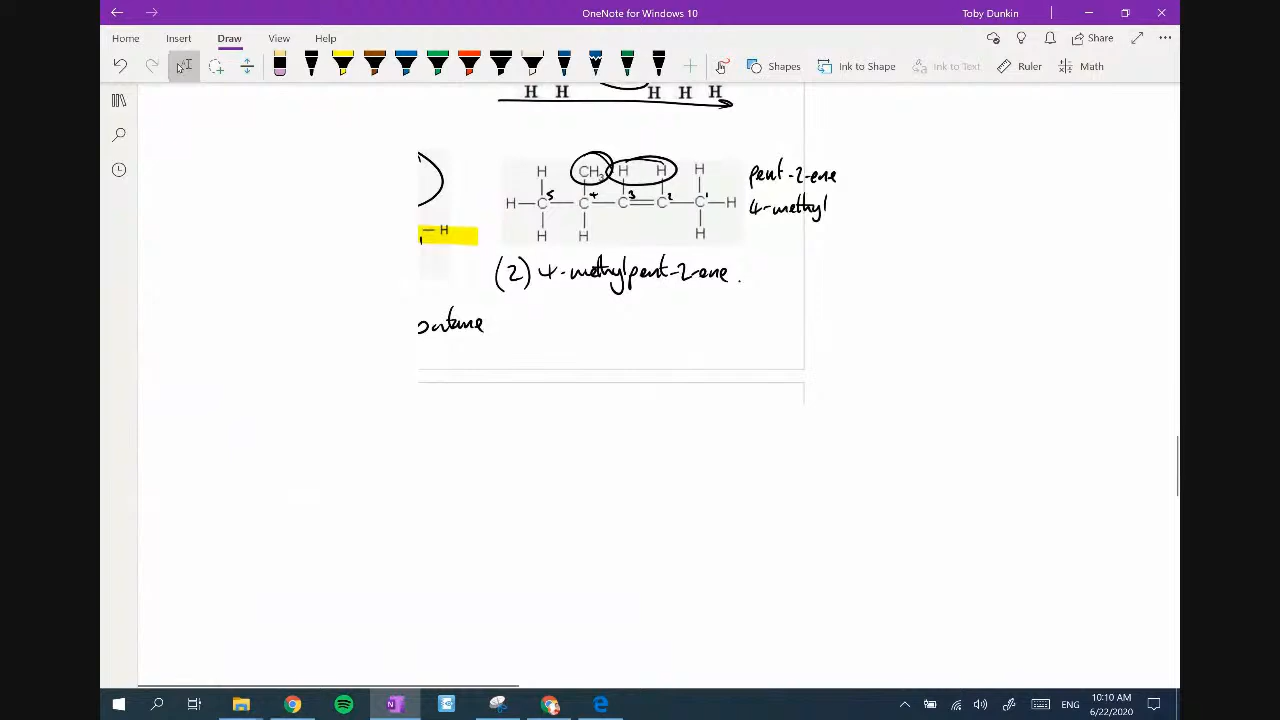 OneNote for Windows 10
Toby Dunkin
Home
Insert
Draw
View
Help
Share
Shapes
Ink to Shape
Ink to Text
Ruler
Math
H H H H H
H CH₃ H H H
H C 5 C 4 C 3 C 2 C 1 H
H H H
pent-2-ene
4-methyl
H
(2) 4-methylpent-2-ene.
N
ENG
10:10 AM
6/22/2020